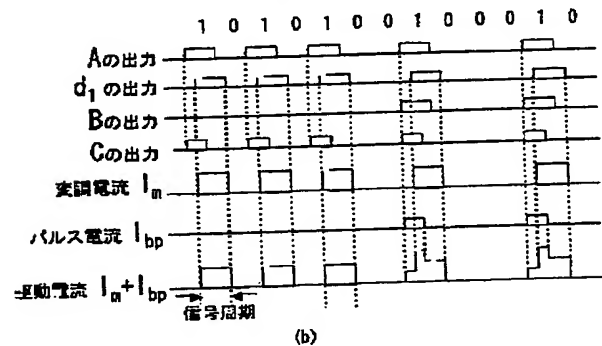 1 0 1 0 1 0 0 1 0 0 0 1 0
Aの出力
d1の出力
Bの出力
Cの出力
変調電流 Im
パルス電流 Ibp
駆動電流 Im+Ibp
信号周期
(b)